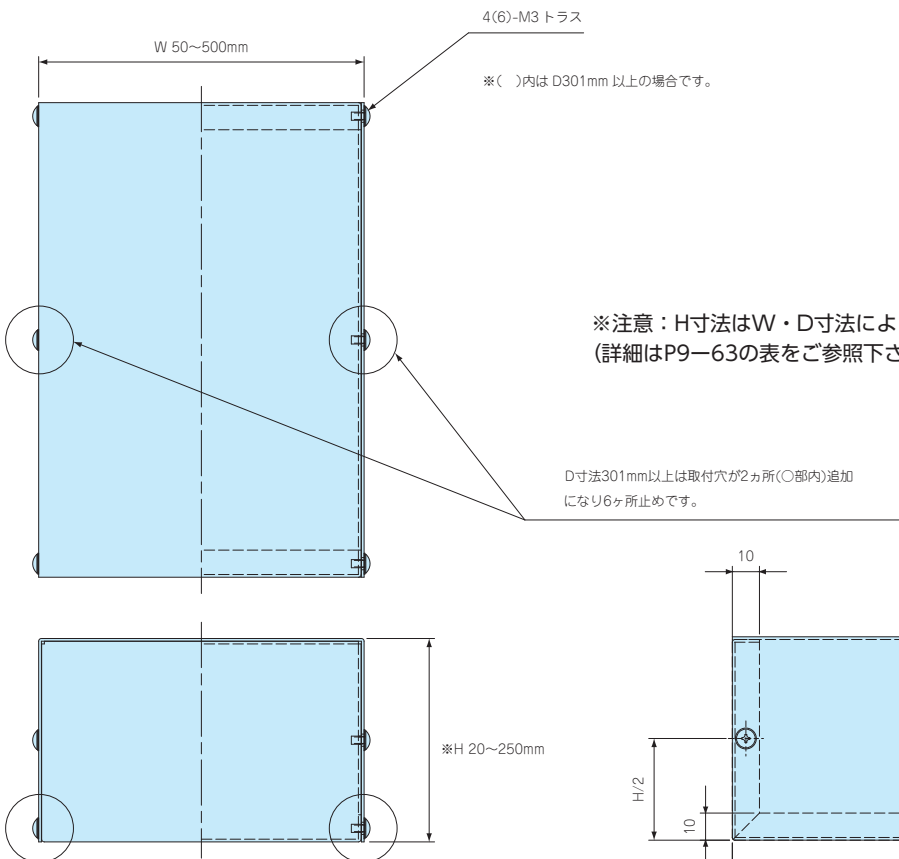 4(6)-M3 トラス
W 50〜500mm
※(　)内は D301mm 以上の場合です。
※注意：H寸法はW・D寸法によ
(詳細はP9ー63の表をご参照下さ
D寸法301mm以上は取付穴が2ヵ所(○部内)追加
になり6ヶ所止めです。
10
※H 20〜250mm
H/2
10